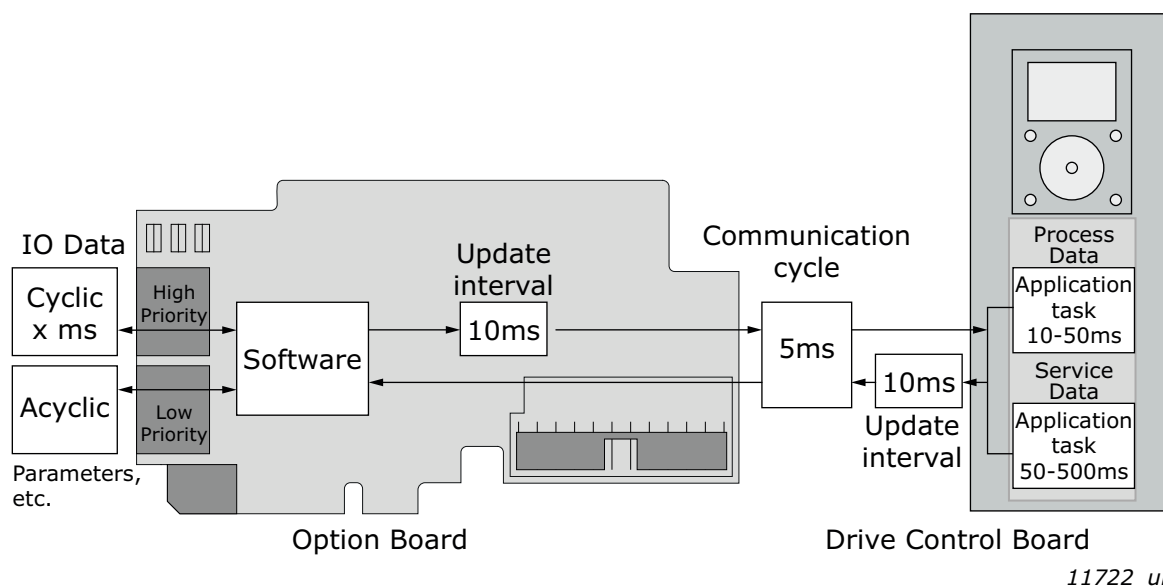 IO Data
Cyclic
x ms
Acyclic
Parameters,
etc.
High
Priority
Low
Priority
Software
Update
interval
10ms
Option Board
Communication
cycle
5ms
10ms
Update
interval
Process
Data
Application
task
10-50ms
Service
Data
Application
task
50-500ms
Drive Control Board